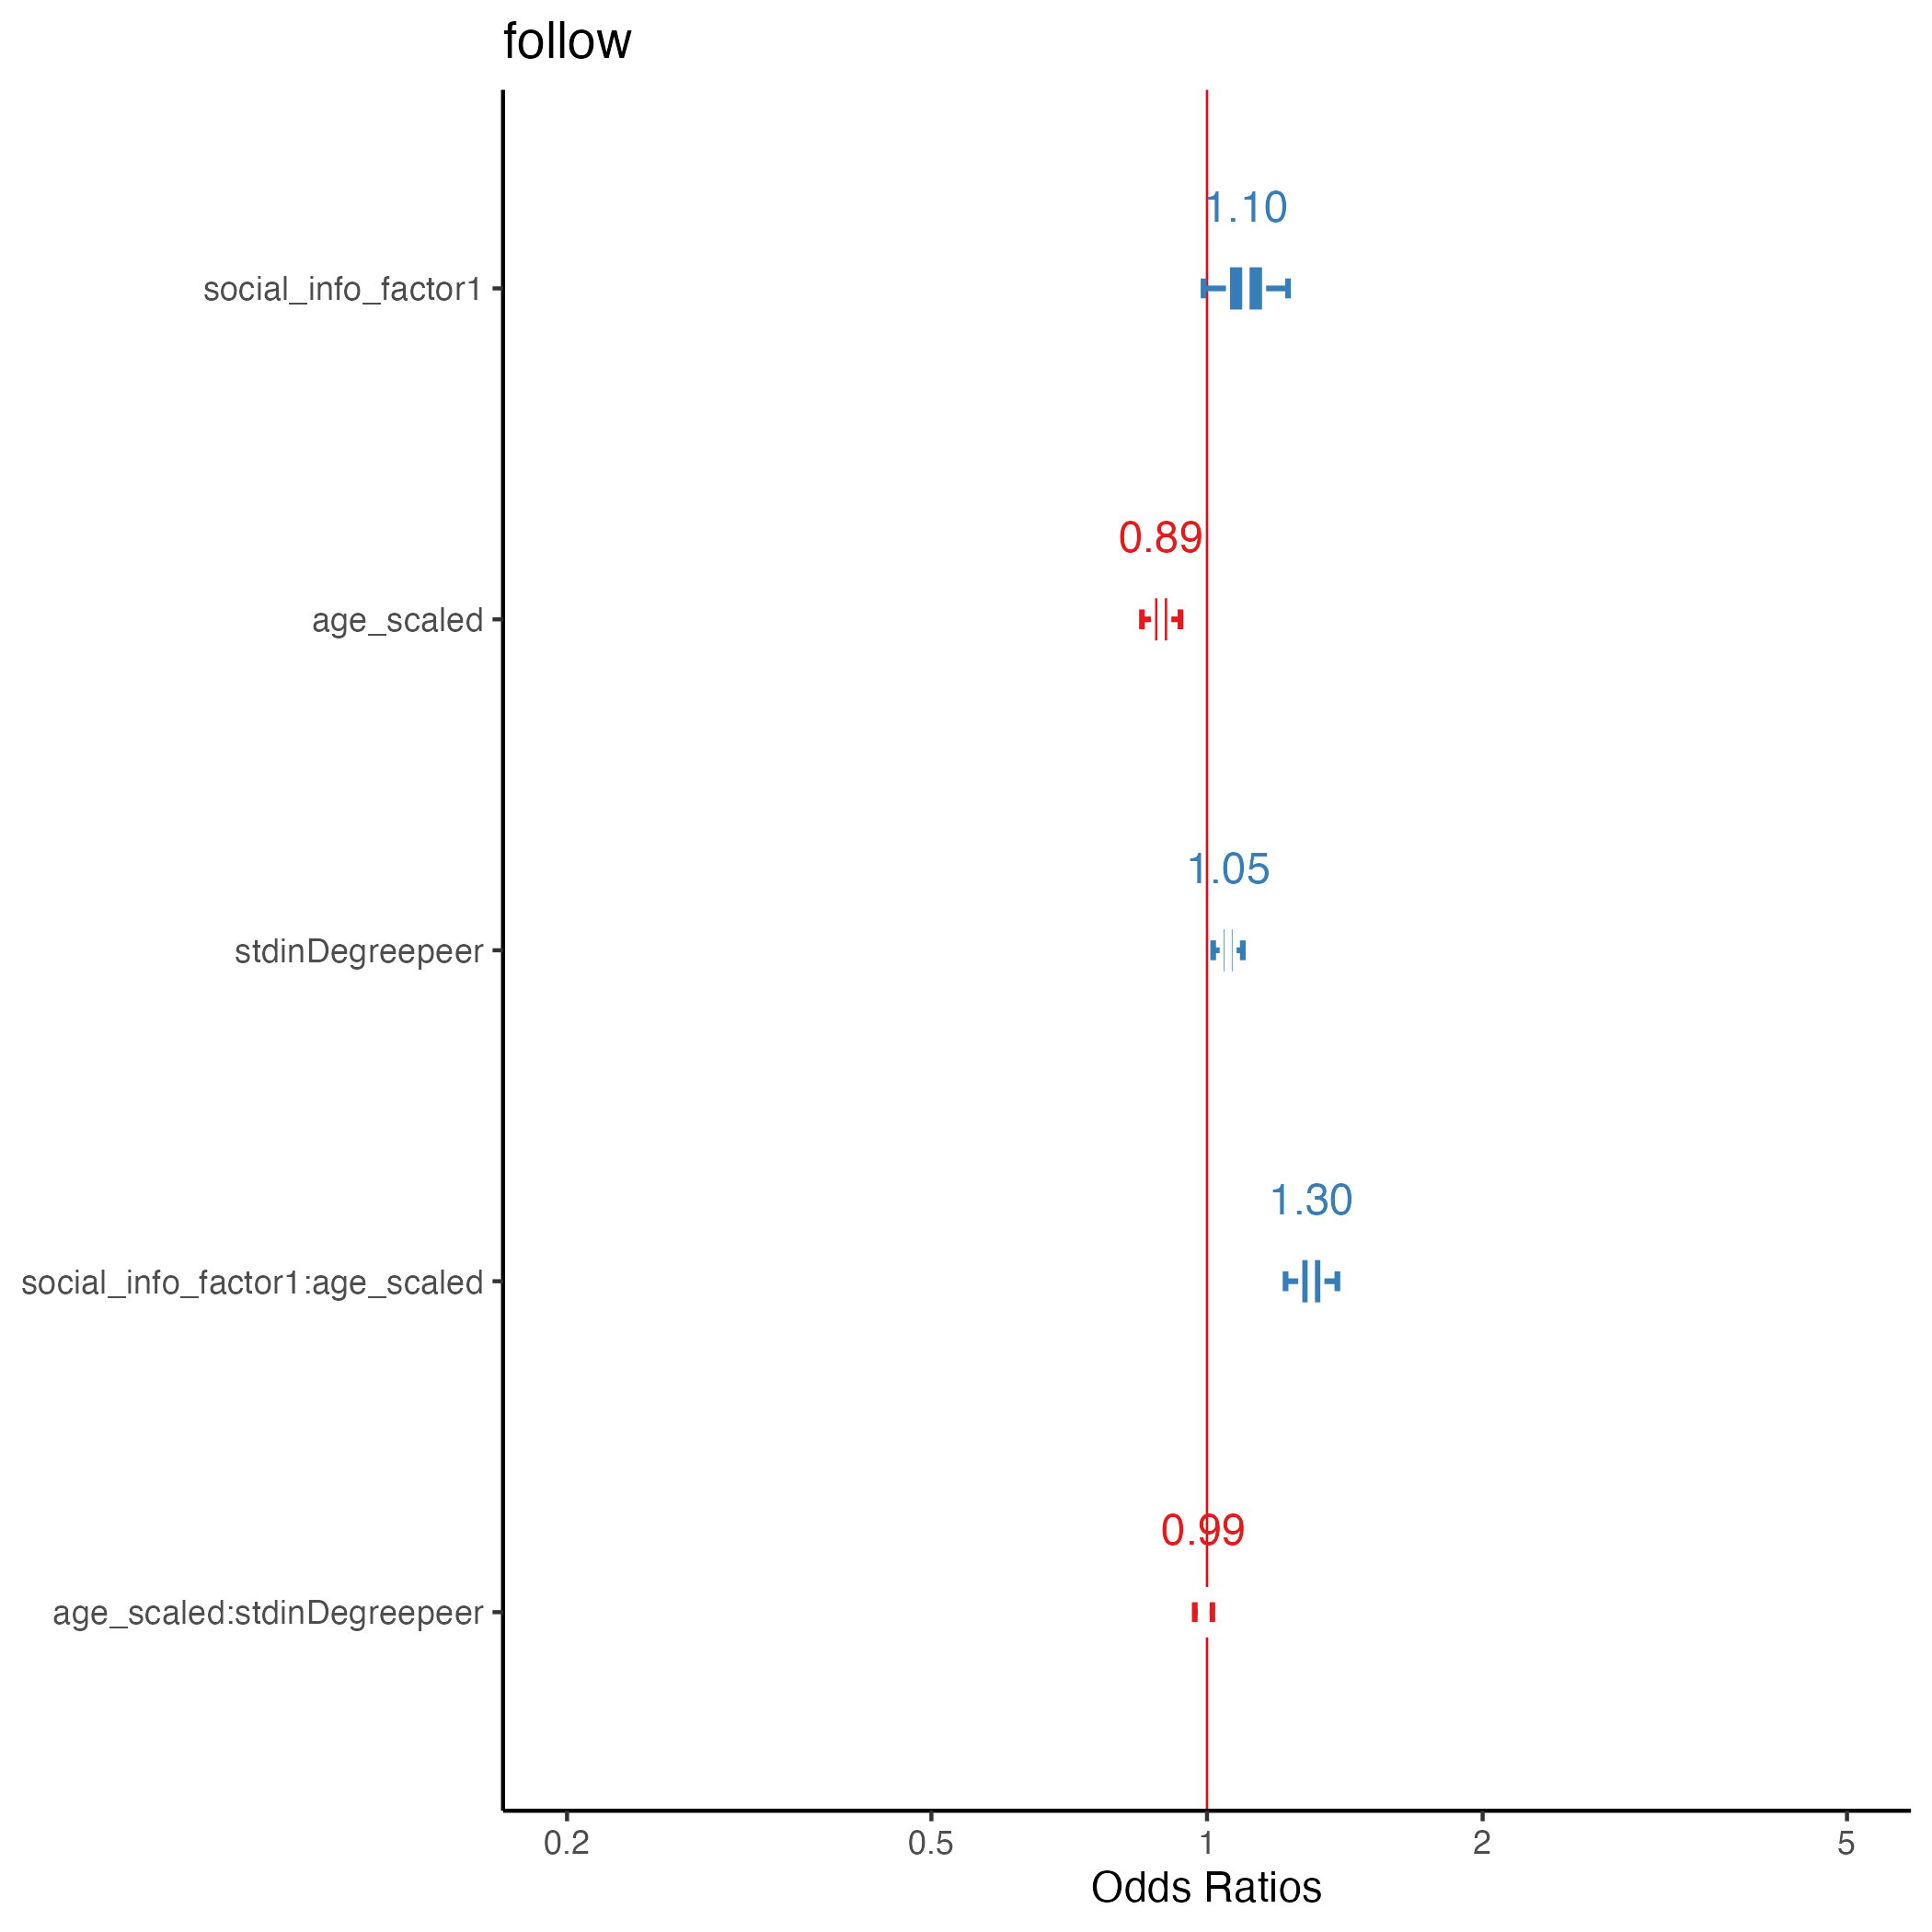 follow
1.10
social_info_factor1
0.89
age_scaled
1.05
stdinDegreepeer
1.30
social_info_factor1:age_scaled
0.99
age_scaled:stdinDegreepeer
0.2 0.5 1 2 5
Odds Ratios